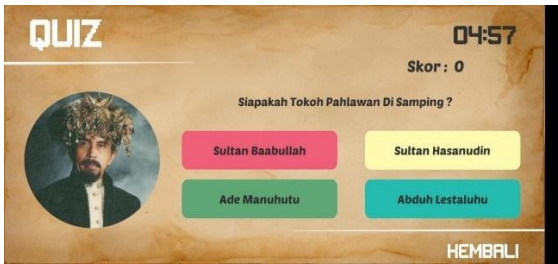 QUIZ
04:57
Skor : 0
Siapakah Tokoh Pahlawan Di Samping ?
Sultan Baabullah
Sultan Hasanudin
Ade Manuhutu
Abduh Lestaluhu
KEMBALI